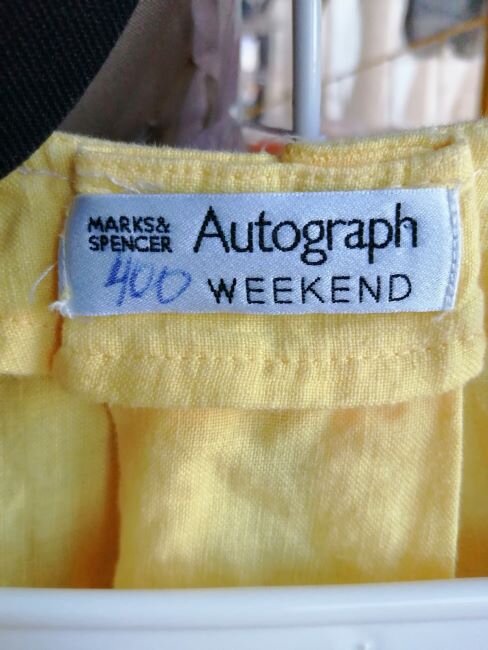 MARKS&
SPENCER
Autograph
400
WEEKEND